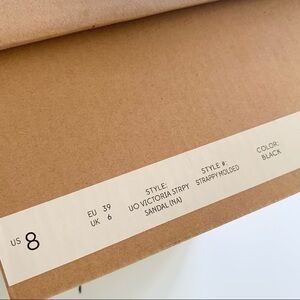 US 8
EU 39
UK 6
STYLE:
UO VICTORIA STRPY
SANDAL (NA)
STYLE #:
STRAPPY MOLDED
COLOR:
BLACK